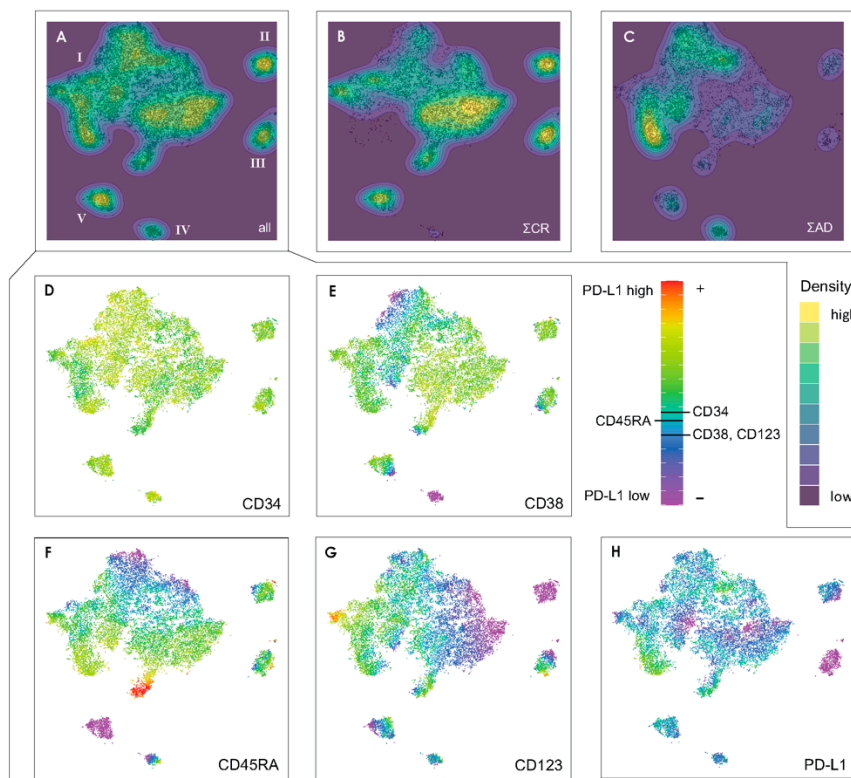 A
I
II
III
V
IV
all
B
ΣCR
C
ΣAD
D
CD34
E
CD38
PD-L1 high
+
CD45RA
CD34
CD38, CD123
PD-L1 low
–
Density
high
low
F
CD45RA
G
CD123
H
PD-L1